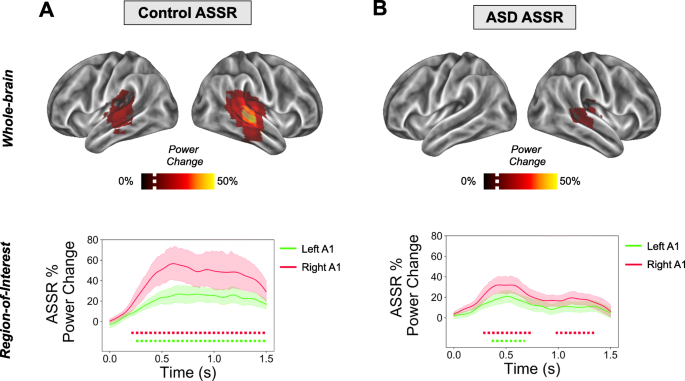 A
Control ASSR
B
ASD ASSR
Whole-brain
Power
Change
0%
50%
Power
Change
0%
50%
Region-of-Interest
ASSR %
Power Change
80
60
40
20
0
0.0
0.5
1.0
1.5
Time (s)
Left A1
Right A1
ASSR %
Power Change
80
60
40
20
0
0.0
0.5
1.0
1.5
Time (s)
Left A1
Right A1